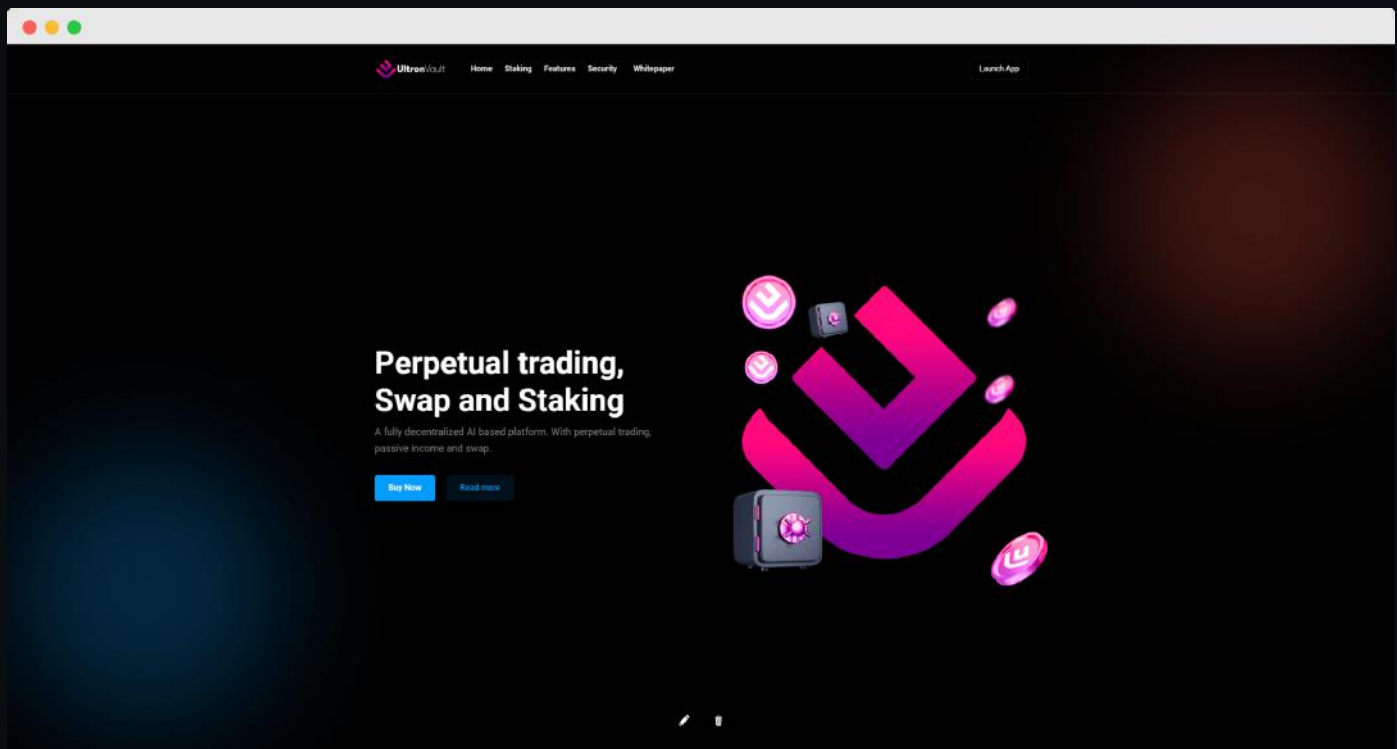 UltronVault Home Staking Features Security Whitepaper Launch App
Perpetual trading,
Swap and Staking
A fully decentralized AI based platform. With perpetual trading,
passive income and swap.
Buy Now Read more